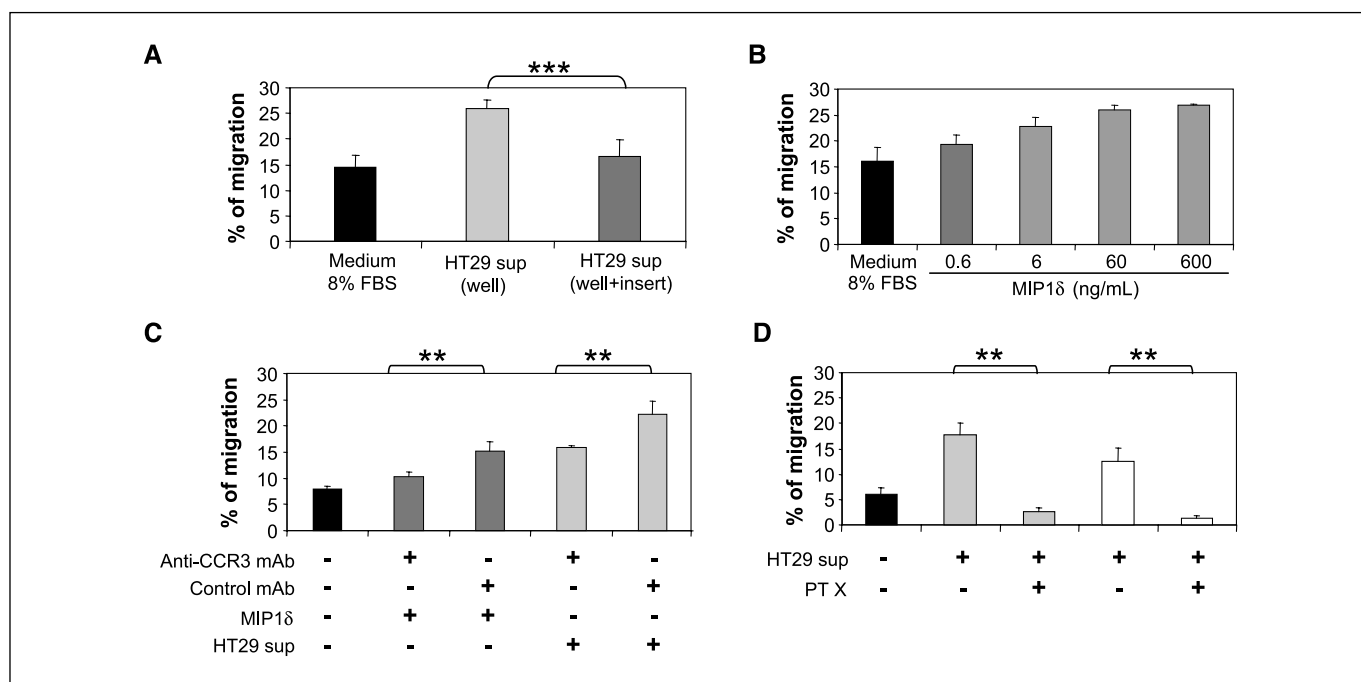 A
***
% of migration
30
25
20
15
10
5
0
Medium
8% FBS
HT29 sup
(well)
HT29 sup
(well+insert)
B
% of migration
30
25
20
15
10
5
0
Medium
8% FBS
0.6 6 60 600
MIP1δ (ng/mL)
C
** **
% of migration
30
25
20
15
10
5
0
Anti-CCR3 mAb - + - + -
Control mAb - - + - +
MIP1δ - + + - -
HT29 sup - - - + +
D
** **
% of migration
30
25
20
15
10
5
0
HT29 sup - + + + +
PT X - - + - +